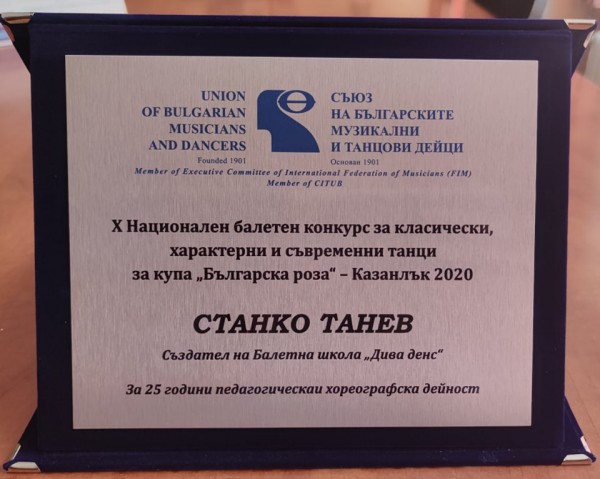 UNION
OF BULGARIAN
MUSICIANS
AND DANCERS
Founded 1901
СЪЮЗ
НА БЪЛГАРСКИТЕ
МУЗИКАЛНИ
И ТАНЦОВИ ДЕЙЦИ
Основан 1901
Member of Executive Committee of International Federation of Musicians (FIM)
Member of CITUB
X Национален балетен конкурс за класически,
характерни и съвременни танци
за купа „Българска роза“ – Казанлък 2020
СТАНКО ТАНЕВ
Създател на Балетна школа „Дива денс“
За 25 години педагогическаи хореографска дейност